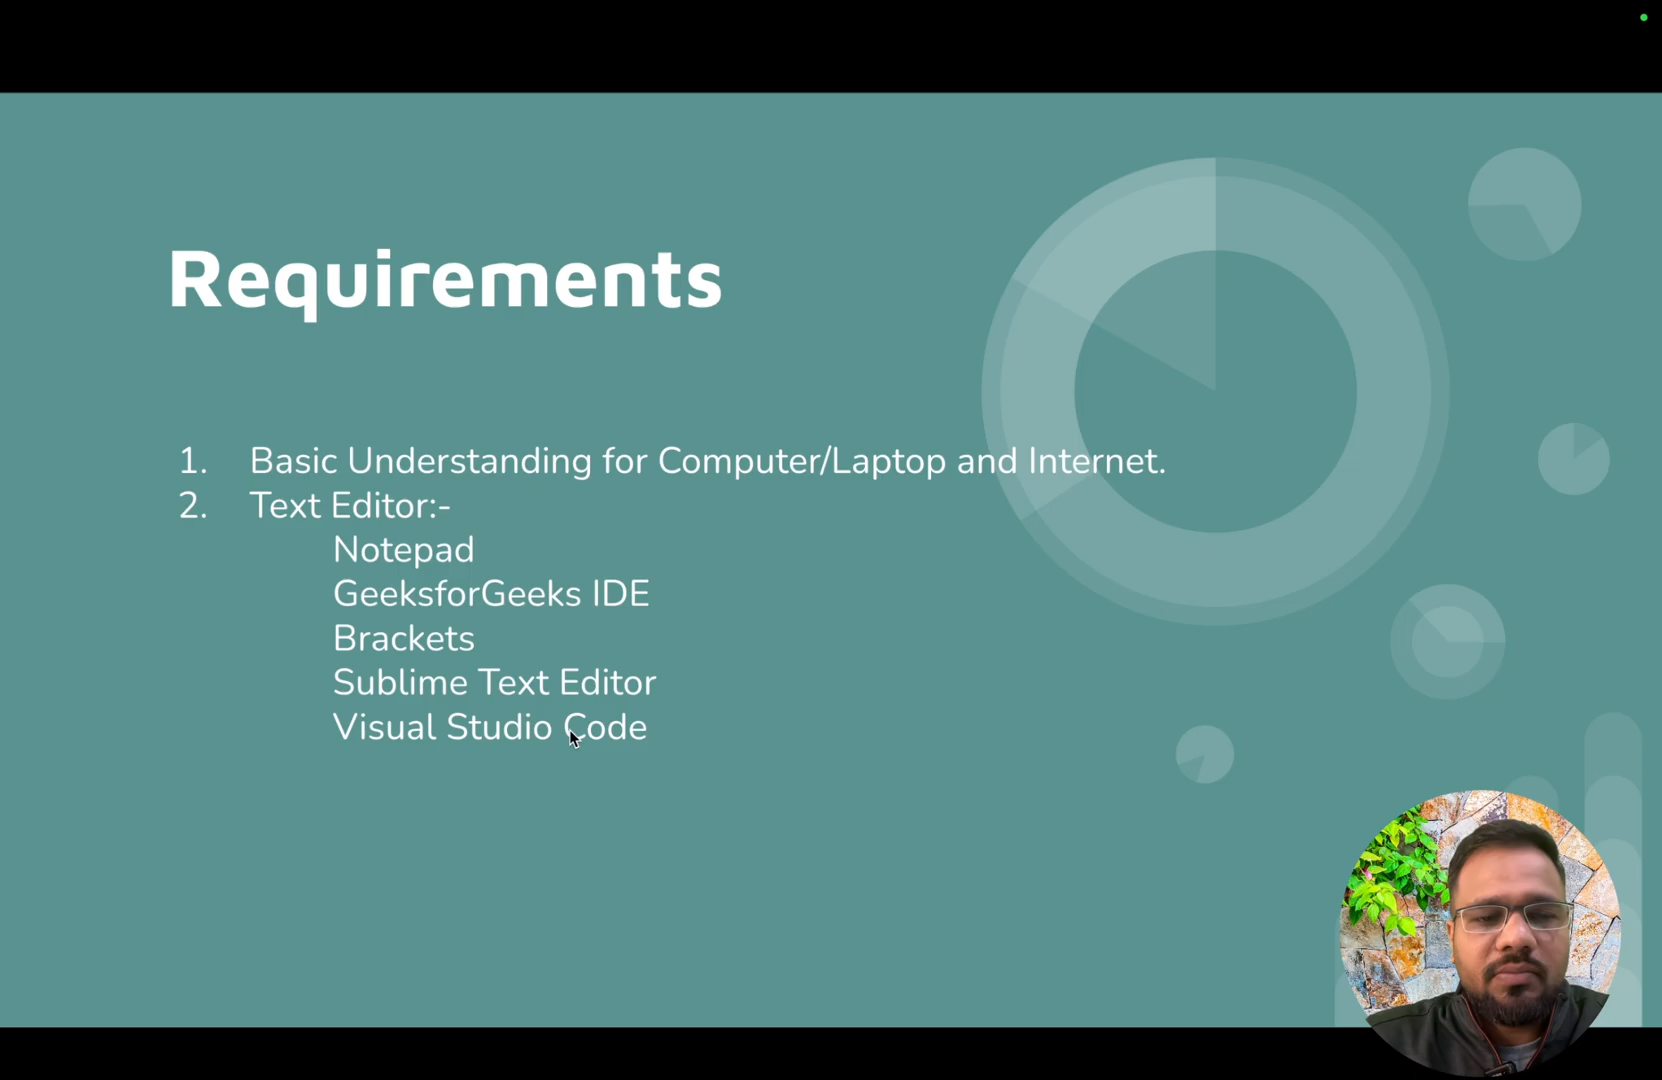 Requirements
1. Basic Understanding for Computer/Laptop and Internet.
2. Text Editor:-
Notepad
GeeksforGeeks IDE
Brackets
Sublime Text Editor
Visual Studio Code